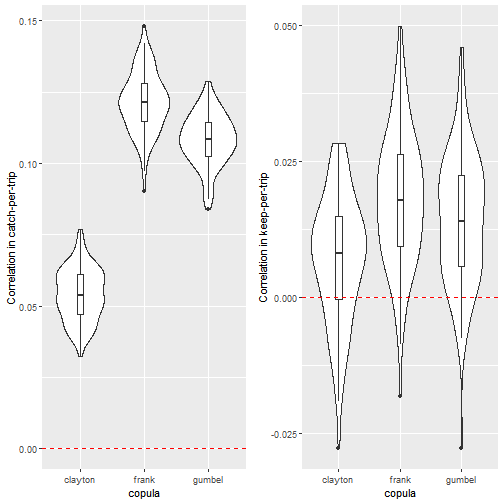 Correlation in catch-per-trip
0.15
0.10
0.05
0.00
clayton frank gumbel
copula
Correlation in keep-per-trip
0.050
0.025
0.000
-0.025
clayton frank gumbel
copula